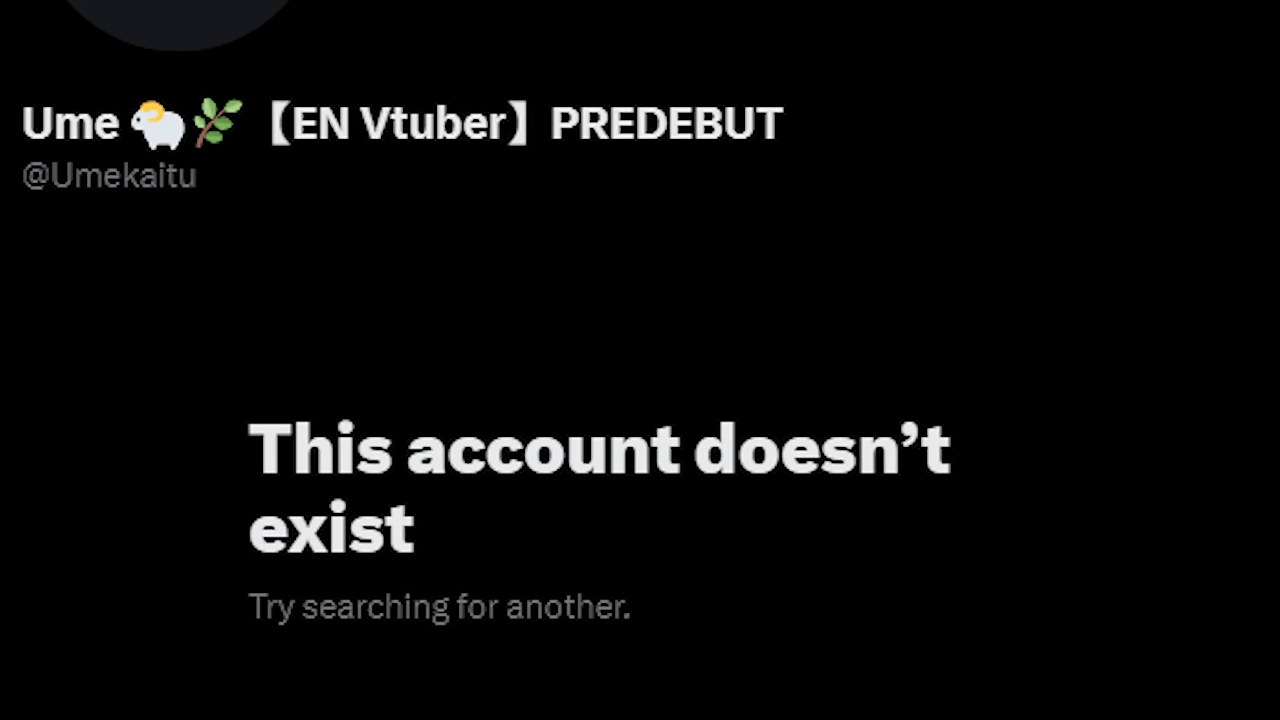 Ume 🐏🌿【EN Vtuber】PREDEBUT
@Umekaitu
This account doesn’t
exist
Try searching for another.